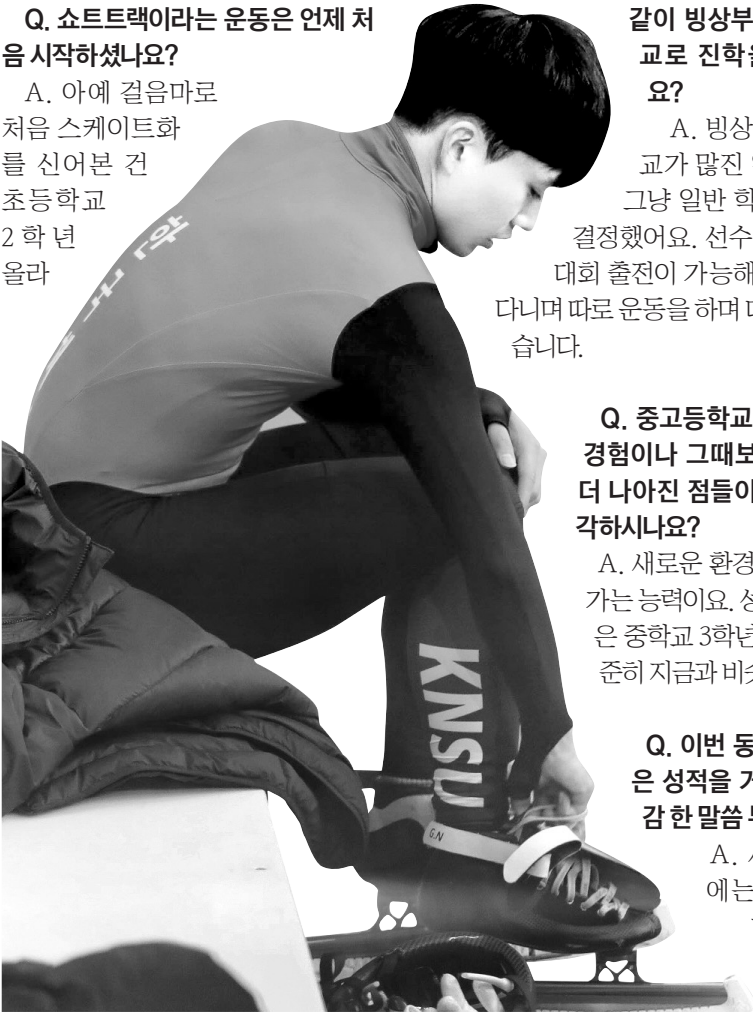 Q. 쇼트트랙이라는 운동은 언제 처
음 시작하셨나요?
A. 아예 걸음마로
처음 스케이트화
를 신어본 건
초등학교
2학년
올라
같이 빙상부
교로 진학을
요?
A. 빙상
교가 많진
그냥 일반 학
결정했어요. 선수
대회 출전이 가능해
다니며 따로 운동을 하며
습니다.
Q. 중고등학교
경험이나 그때보
더 나아진 점들이
각하시나요?
A. 새로운 환경
가는 능력이요.
은 중학교 3학년
준히 지금과 비슷
Q. 이번 동
은 성적을
감 한 말씀
A.
에는
KNSU
G.N